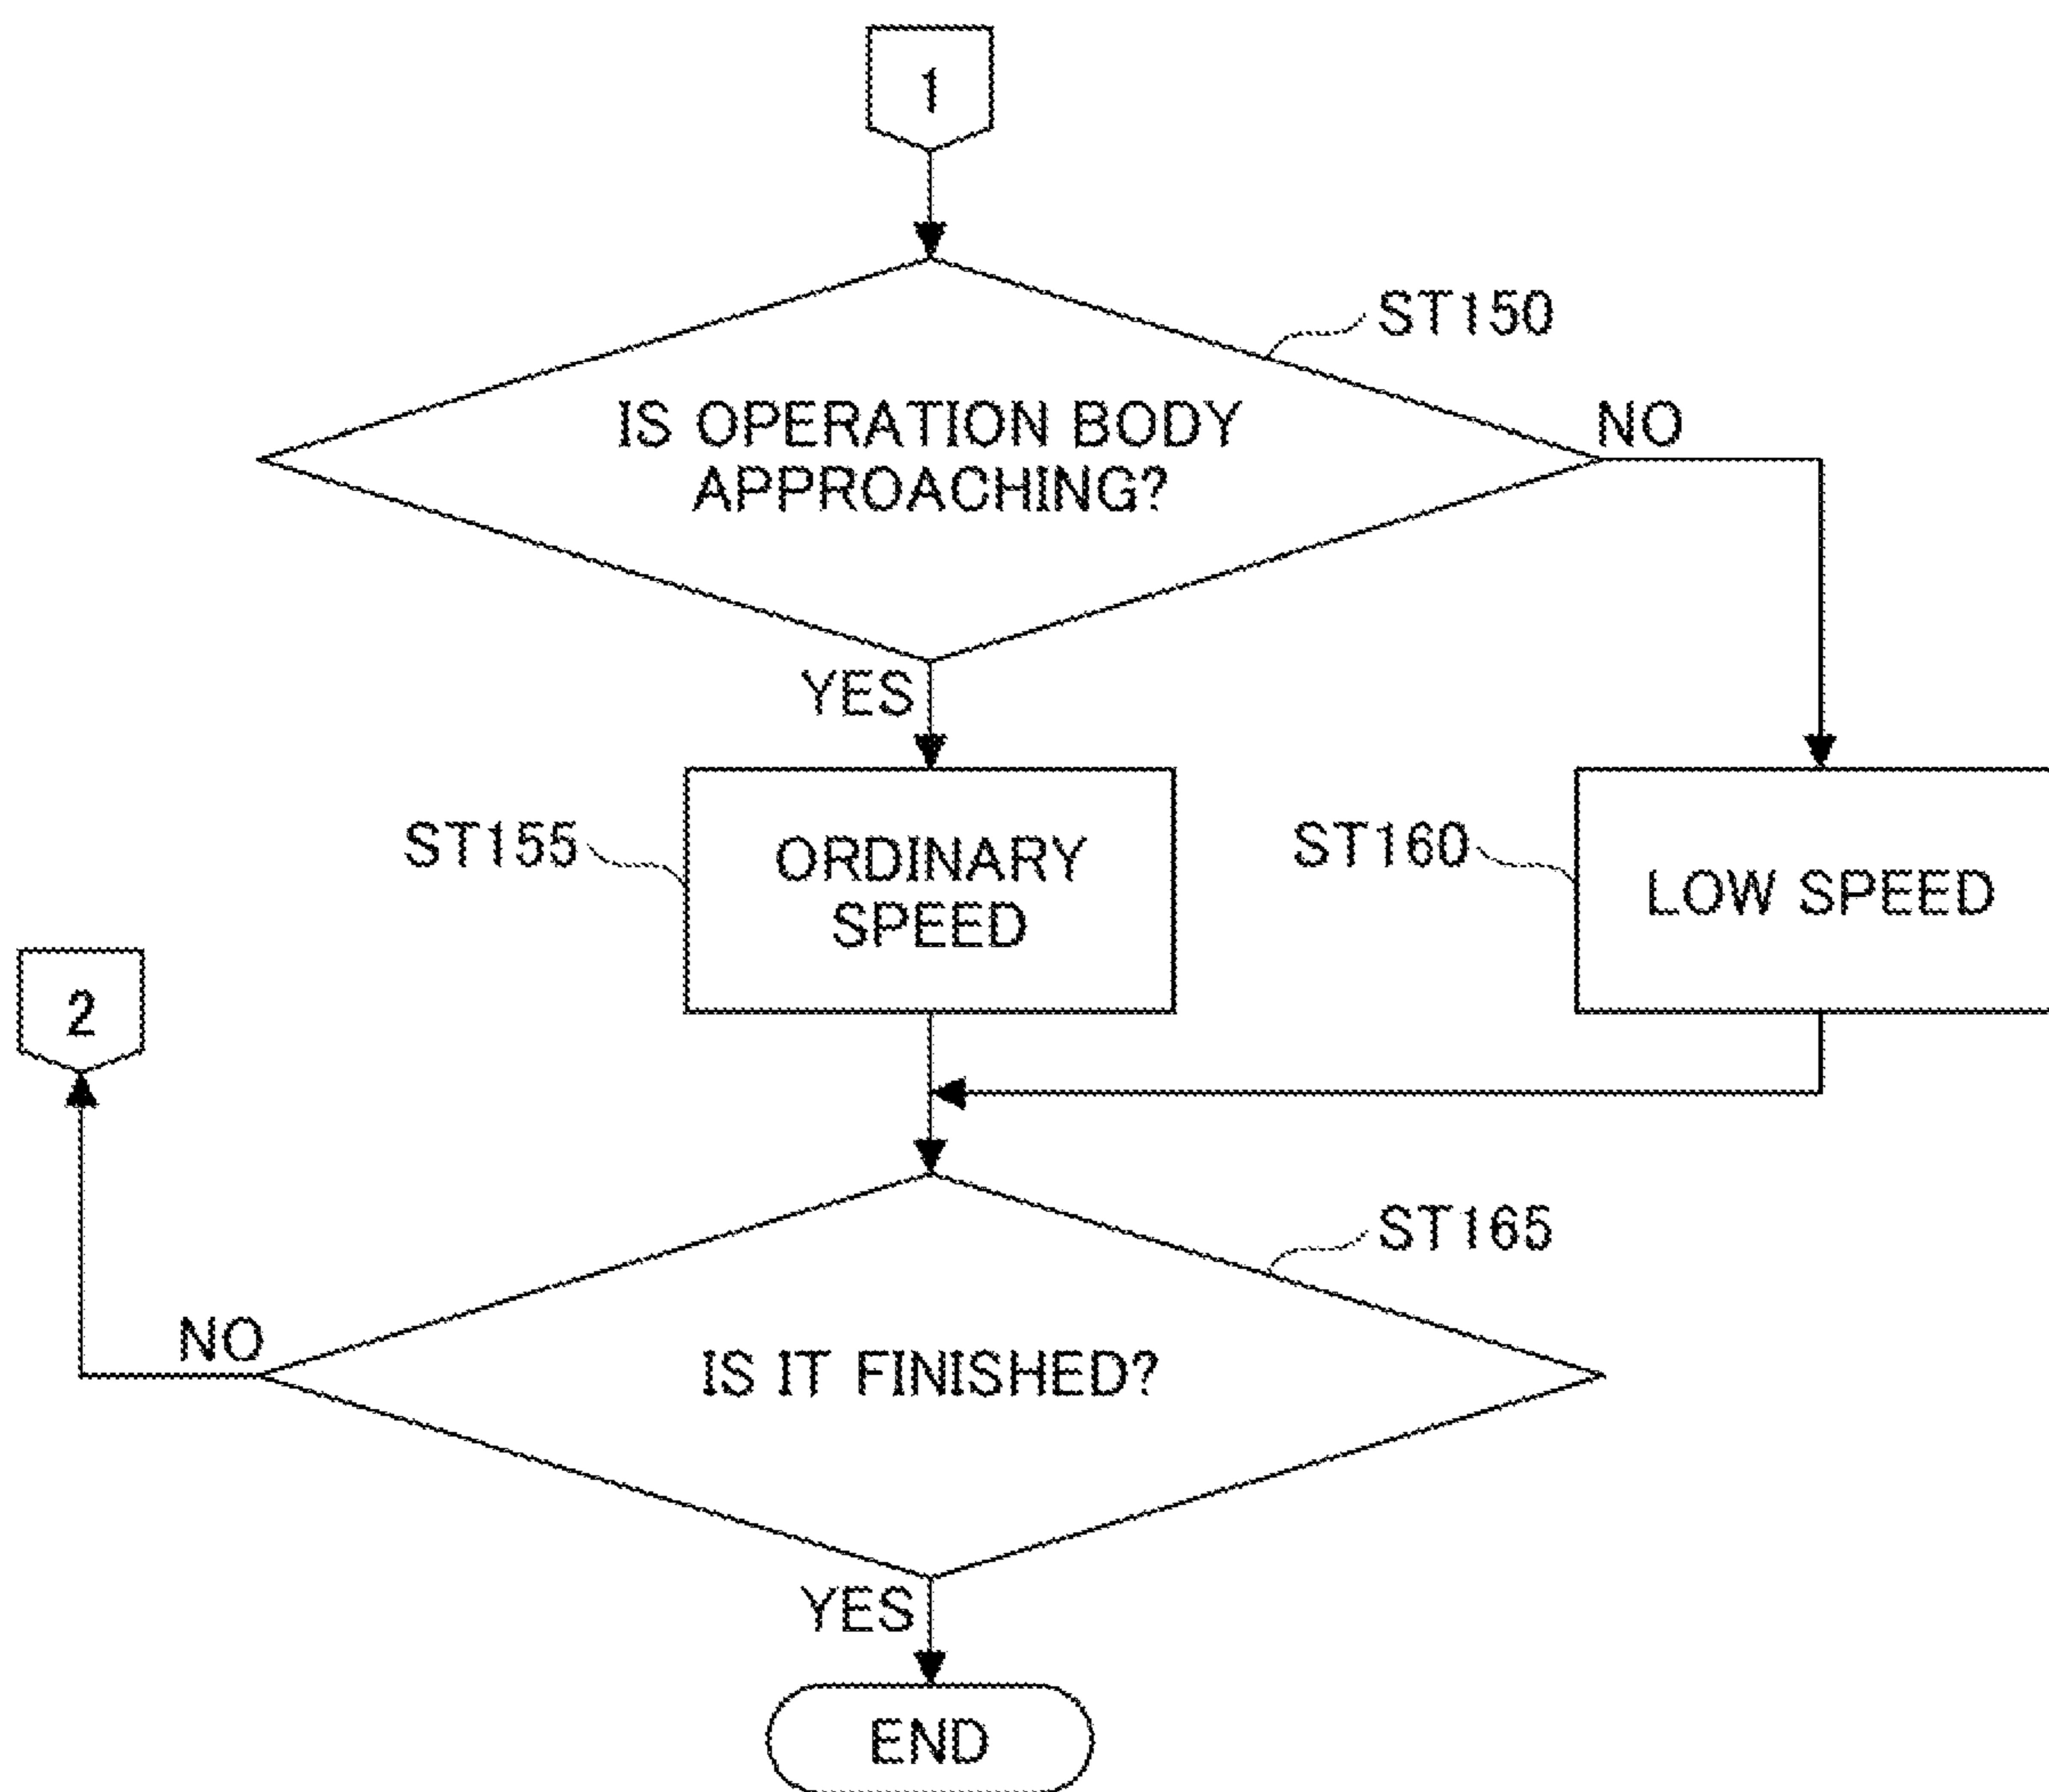 1
ST150
IS OPERATION BODY
APPROACHING?
NO
YES
ST155
ORDINARY
SPEED
ST160
LOW SPEED
2
ST165
NO
IS IT FINISHED?
YES
END